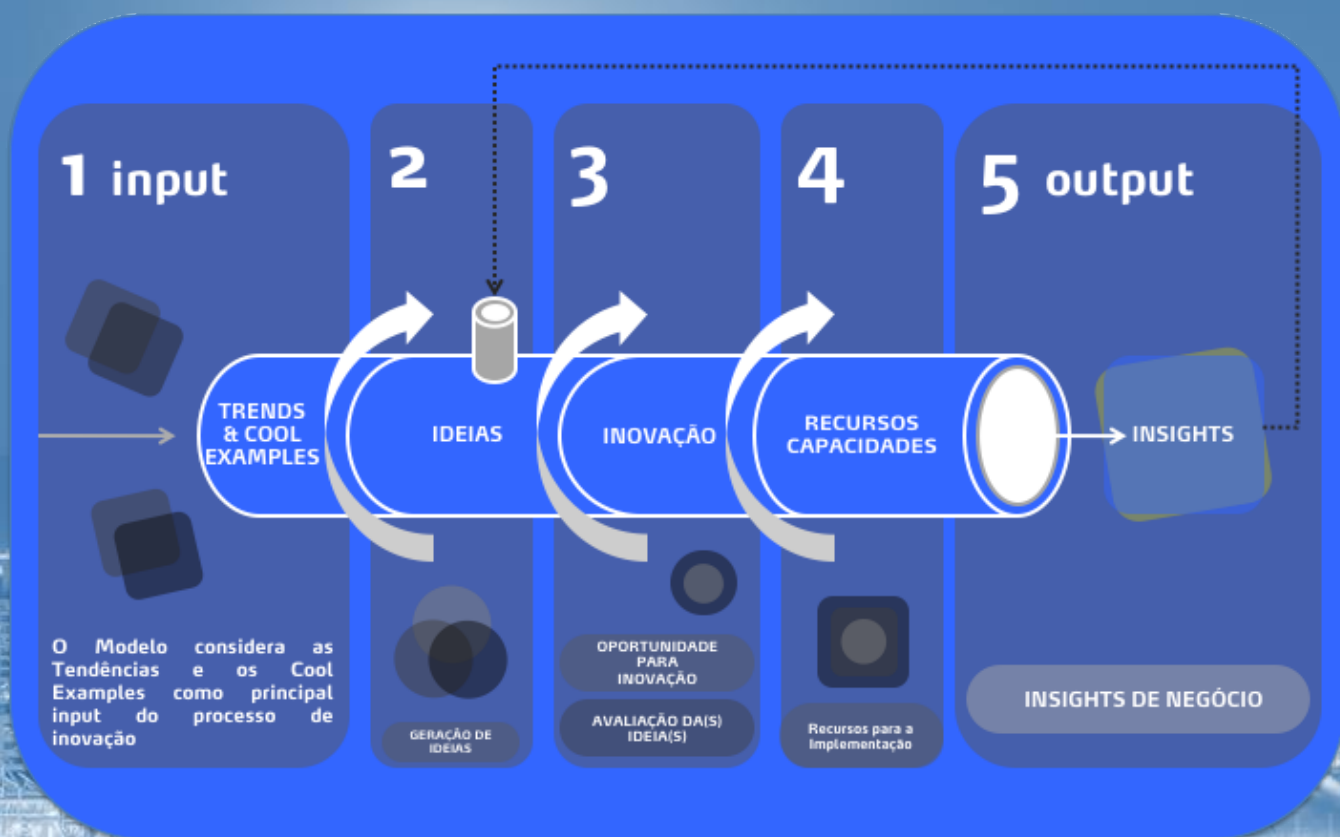 1 input
2
3
4
5 output
TRENDS
& COOL
EXAMPLES
IDEIAS
INOVAÇÃO
RECURSOS
CAPACIDADES
INSIGHTS
O Modelo considera as
Tendências e os Cool
Examples como principal
input do processo de
inovação
GERAÇÃO DE
IDEIAS
OPORTUNIDADE
PARA
INOVAÇÃO
AVALIAÇÃO DA(S)
IDEIA(S)
Recursos para a
Implementação
INSIGHTS DE NEGÓCIO